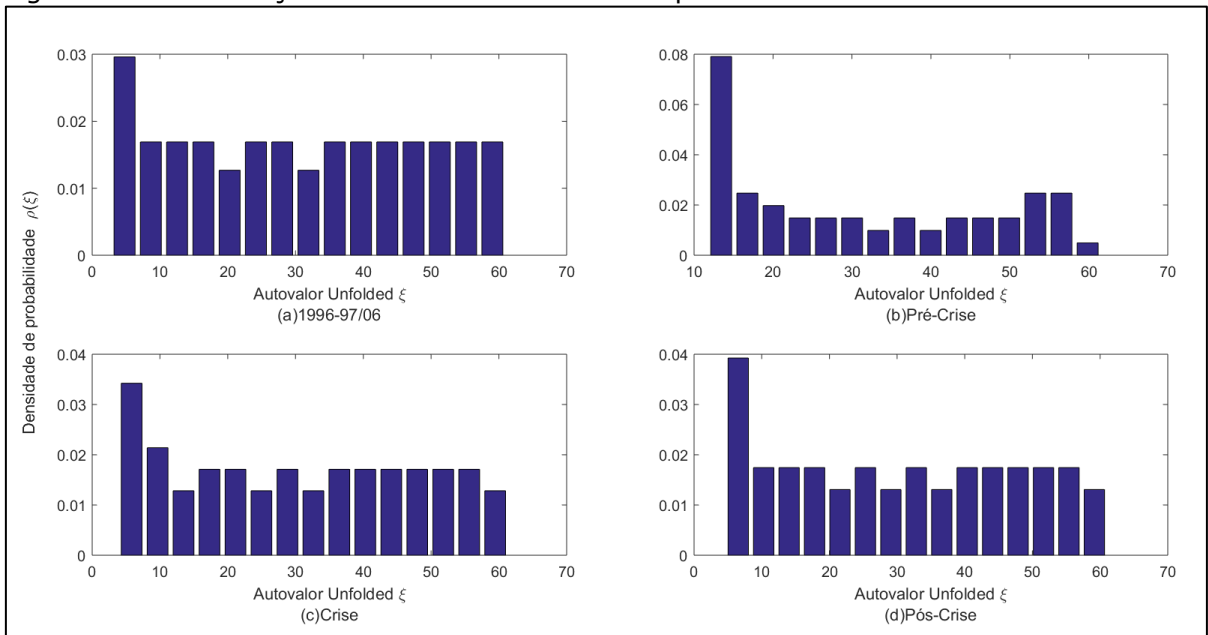 Densidade de probabilidade ρ(ξ)
0.03
0.02
0.01
0
0 10 20 30 40 50 60 70
Autovalor Unfolded ξ
(a)1996-97/06
0.08
0.06
0.04
0.02
0
10 20 30 40 50 60 70
Autovalor Unfolded ξ
(b)Pré-Crise
0.04
0.03
0.02
0.01
0
0 10 20 30 40 50 60 70
Autovalor Unfolded ξ
(c)Crise
0.04
0.03
0.02
0.01
0
0 10 20 30 40 50 60 70
Autovalor Unfolded ξ
(d)Pós-Crise